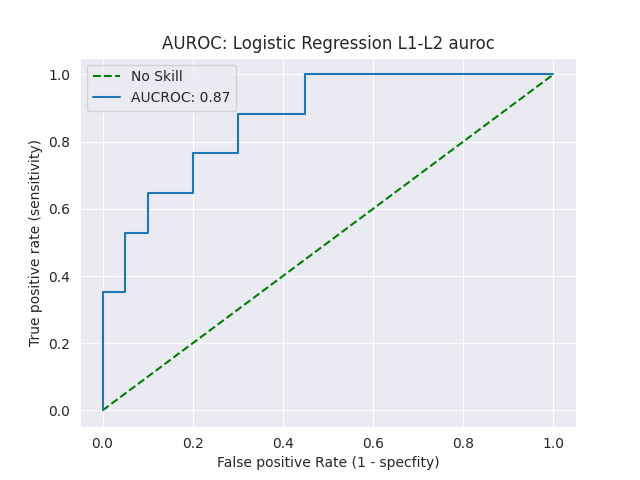 AUROC: Logistic Regression L1-L2 auroc
No Skill
AUCROC: 0.87
1.0
0.8
0.6
0.4
0.2
0.0
True positive rate (sensitivity)
0.0 0.2 0.4 0.6 0.8 1.0
False positive Rate (1 - specfity)